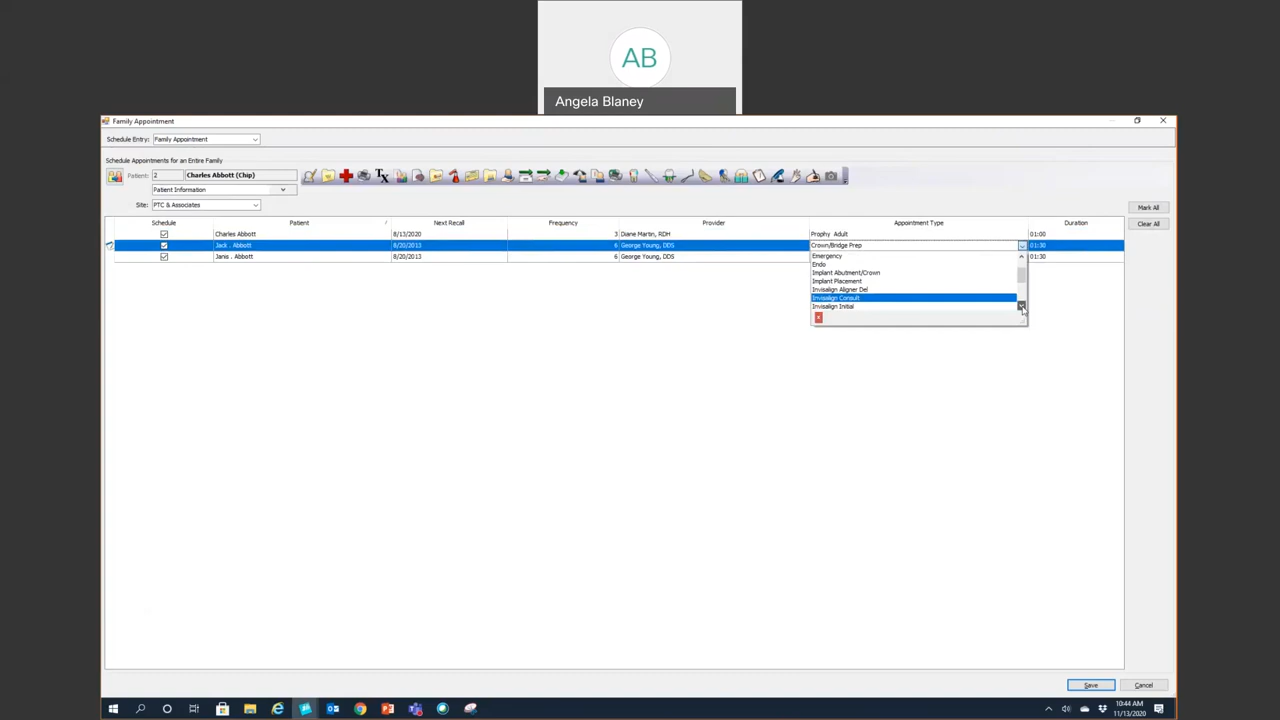 AB
Angela Blaney
Family Appointment
Schedule Entry: Family Appointment
Schedule Appointments for an Entire Family
Patient: 2 Charles Abbott (Chip)
Patient Information
Site: PTC & Associates
Mark All
Clear All
Schedule Patient / Next Recall Frequency Provider Appointment Type Duration
Charles Abbott 8/13/2020 3 Diane Martin, RDH Prophy Adult 01:00
Jack . Abbott 8/20/2013 6 George Young, DDS Crown/Bridge Prep 01:30
Janis . Abbott 8/20/2013 6 George Young, DDS 01:30
Emergency
Endo
Implant Abutment/Crown
Implant Placement
Invisalign Aligner Del
Invisalign Consult
Invisalign Initial
Save Cancel
10:44 AM
11/13/2020